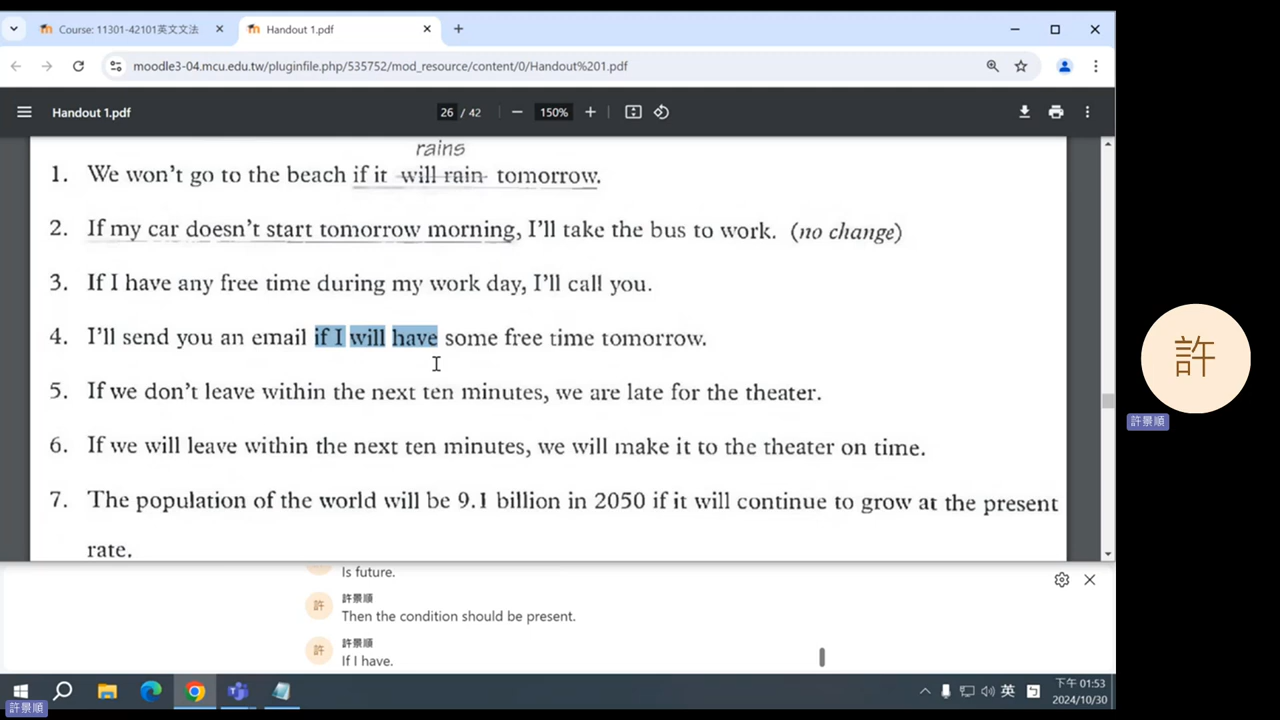 Course: 11301-42101英文文法
Handout 1.pdf
moodle3-04.mcu.edu.tw/pluginfile.php/535752/mod_resource/content/0/Handout%201.pdf
Handout 1.pdf
26 / 42
150%
rains
1. We won't go to the beach if it will rain tomorrow.
2. If my car doesn't start tomorrow morning, I'll take the bus to work. (no change)
3. If I have any free time during my work day, I'll call you.
4. I'll send you an email if I will have some free time tomorrow.
5. If we don't leave within the next ten minutes, we are late for the theater.
6. If we will leave within the next ten minutes, we will make it to the theater on time.
7. The population of the world will be 9.1 billion in 2050 if it will continue to grow at the present
rate.
許
許景順
Is future.
許
許景順
Then the condition should be present.
許
許景順
If I have.
英
下午 01:53
2024/10/30
許景順